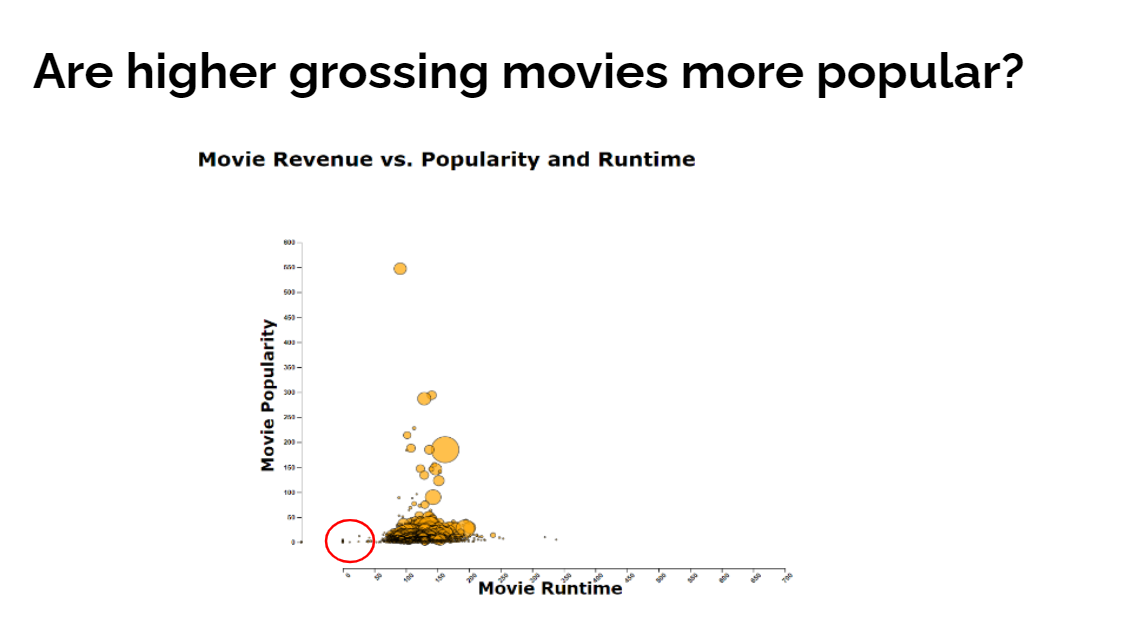 Are higher grossing movies more popular?
Movie Revenue vs. Popularity and Runtime
600
550
500
450
400
350
300
250
200
150
100
50
0
Movie Popularity
0 50 100 150 200 250 300 350 400 450 500 550 600 650 700
Movie Runtime